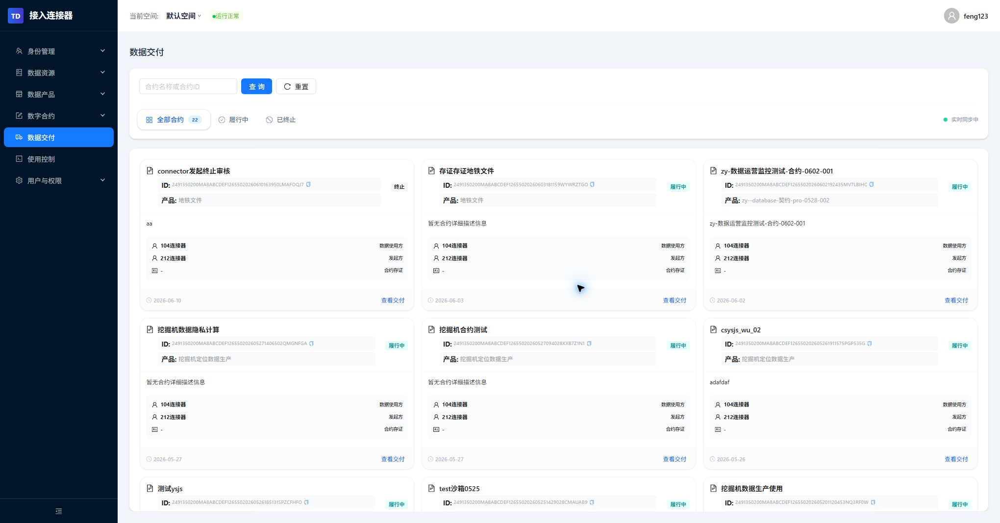 TD 接入连接器
当前空间: 默认空间 运行正常
feng123
身份管理
数据资源
数据产品
数字合约
数据交付
使用控制
用户与权限
数据交付
合约名称或合约ID 查 询 重置
全部合约 22 履行中 已终止 实时同步中
connector发起终止审核
ID: 2491350200MA8ABCDEF12655020260610163950LMAFOQJ7
终止
产品: 地铁文件
aa
104连接器 数据使用方
212连接器 发起方
- 合约存证
2026-06-10 查看交付
存证存证地铁文件
ID: 2491350200MA8ABCDEF12655020260603181159WYWRZTGO
履行中
产品: 地铁文件
暂无合约详细描述信息
104连接器 数据使用方
212连接器 发起方
- 合约存证
2026-06-03 查看交付
zy-数据运营监控测试-合约-0602-001
ID: 2491350200MA8ABCDEF12655020260602192435MV7LBIHC
履行中
产品: zy--database-契约-pro-0528-002
zy-数据运营监控测试-合约-0602-001
104连接器 数据使用方
212连接器 发起方
- 合约存证
2026-06-02 查看交付
挖掘机数据隐私计算
ID: 2491350200MA8ABCDEF126550202605271406502QMGNFGA
履行中
产品: 挖掘机定位数据生产
暂无合约详细描述信息
104连接器 数据使用方
212连接器 发起方
- 合约存证
2026-05-27 查看交付
挖掘机合约测试
ID: 2491350200MA8ABCDEF12655020260527094028XXB7Z1N1
履行中
产品: 挖掘机定位数据生产
暂无合约详细描述信息
104连接器 数据使用方
212连接器 发起方
- 合约存证
2026-05-27 查看交付
csysjs_wu_02
ID: 2491350200MA8ABCDEF126550202605261911575PGP53SG
履行中
产品: 挖掘机定位数据生产
adafdaf
104连接器 数据使用方
212连接器 发起方
- 合约存证
2026-05-26 查看交付
测试ysjs
ID: 2491350200MA8ABCDEF12655020260526185131SPZCFHFO
履行中
test沙箱0525
ID: 2491350200MA8ABCDEF126550202605251429028CMAUAB9
履行中
挖掘机数据生产使用
ID: 2491350200MA8ABCDEF12655020260520112045​3NQ3RF0W
履行中